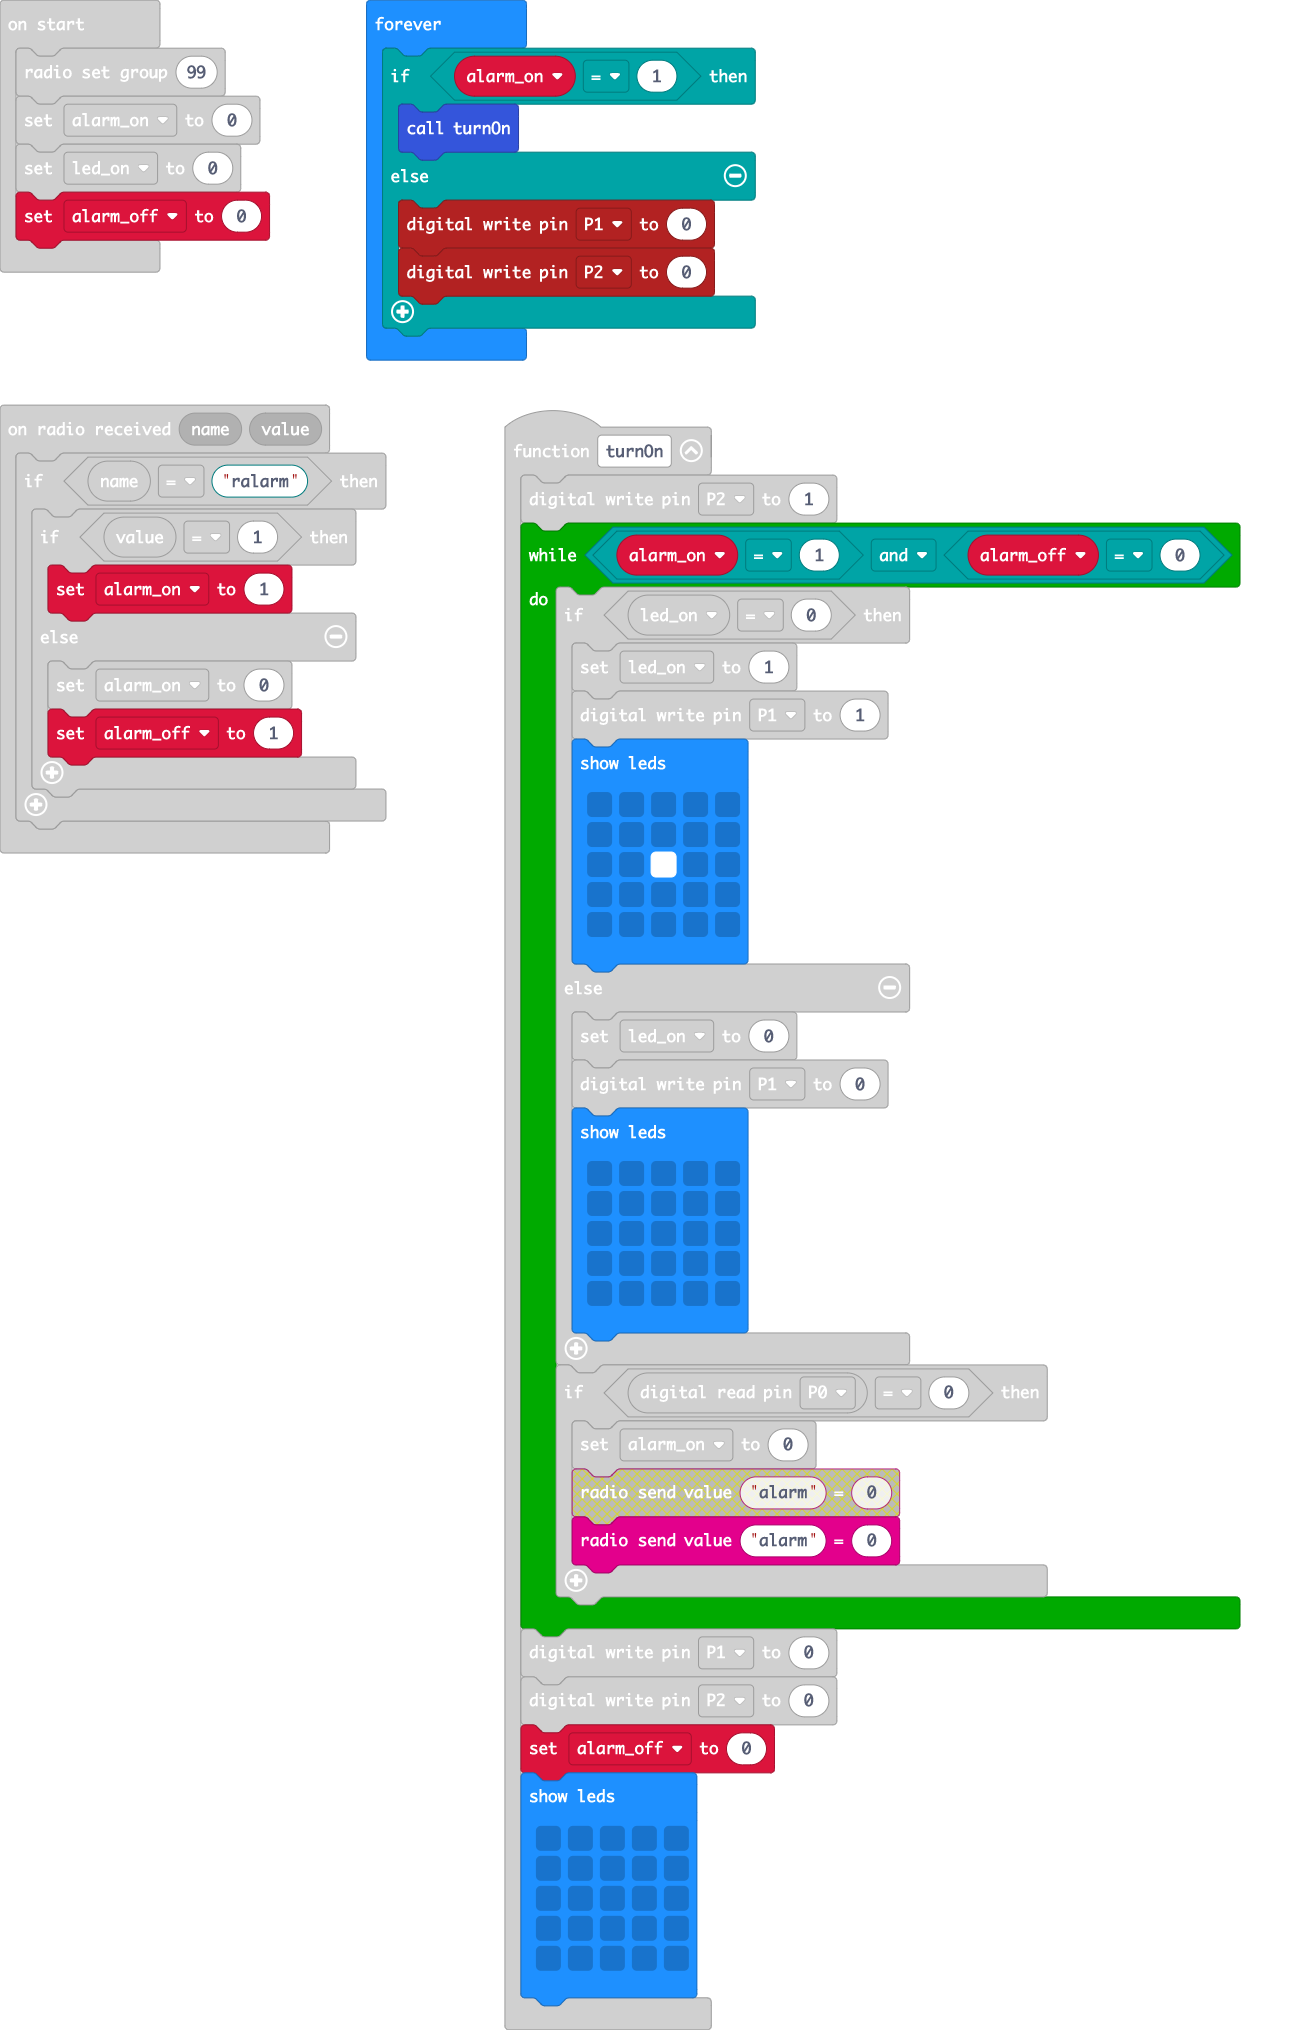 on start
radio set group 99
set alarm_on to 0
set led_on to 0
set alarm_off to 0
forever
if alarm_on = 1 then
call turnOn
else
digital write pin P1 to 0
digital write pin P2 to 0
on radio received name value
if name = "ralarm" then
if value = 1 then
set alarm_on to 1
else
set alarm_on to 0
set alarm_off to 1
function turnOn
digital write pin P2 to 1
while alarm_on = 1 and alarm_off = 0
do
if led_on = 0 then
set led_on to 1
digital write pin P1 to 1
show leds
else
set led_on to 0
digital write pin P1 to 0
show leds
if digital read pin P0 = 0 then
set alarm_on to 0
radio send value "alarm" = 0
radio send value "alarm" = 0
digital write pin P1 to 0
digital write pin P2 to 0
set alarm_off to 0
show leds